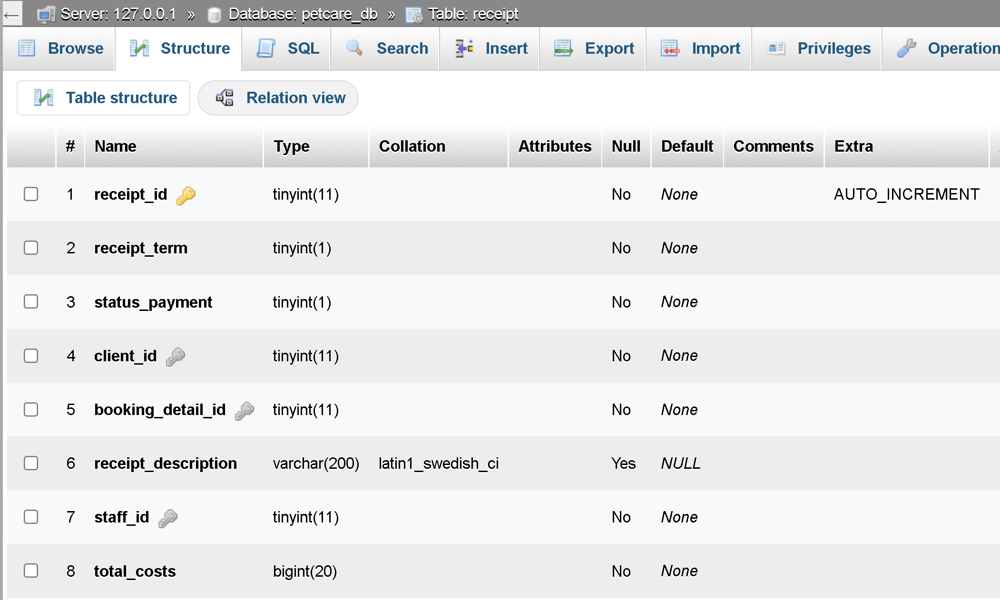 Server: 127.0.0.1 » Database: petcare_db » Table: receipt
Browse Structure SQL Search Insert Export Import Privileges Operation
Table structure Relation view
# Name Type Collation Attributes Null Default Comments Extra
1 receipt_id tinyint(11) No None AUTO_INCREMENT
2 receipt_term tinyint(1) No None
3 status_payment tinyint(1) No None
4 client_id tinyint(11) No None
5 booking_detail_id tinyint(11) No None
6 receipt_description varchar(200) latin1_swedish_ci Yes NULL
7 staff_id tinyint(11) No None
8 total_costs bigint(20) No None